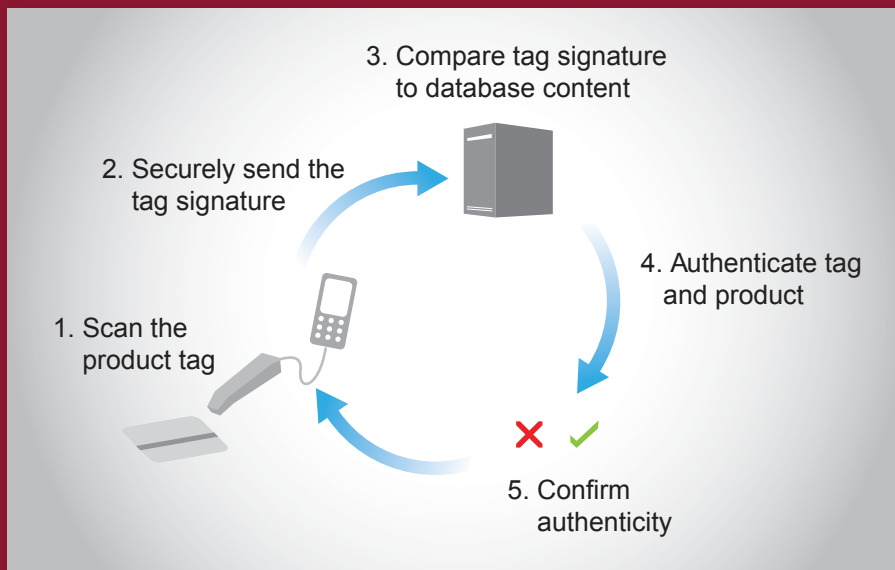 1. Scan the
product tag
2. Securely send the
tag signature
3. Compare tag signature
to database content
4. Authenticate tag
and product
5. Confirm
authenticity